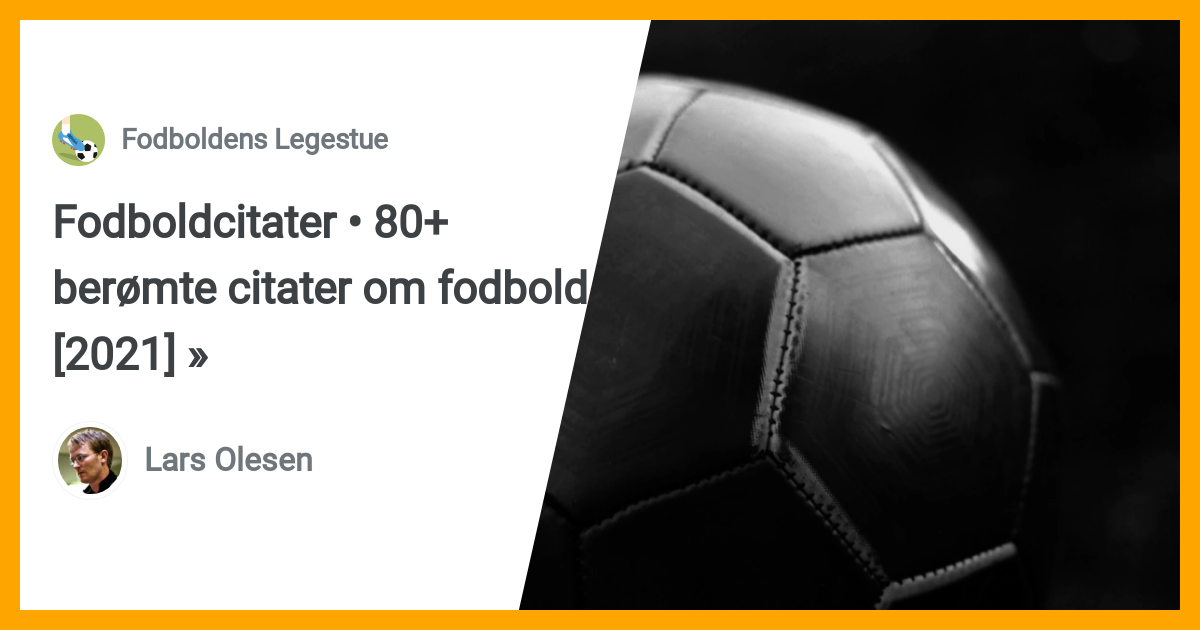 Fodboldens Legestue
Fodboldcitater • 80+
berømte citater om fodbold
[2021] »
Lars Olesen